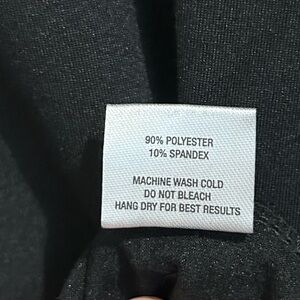 90% POLYESTER
10% SPANDEX
MACHINE WASH COLD
DO NOT BLEACH
HANG DRY FOR BEST RESULTS